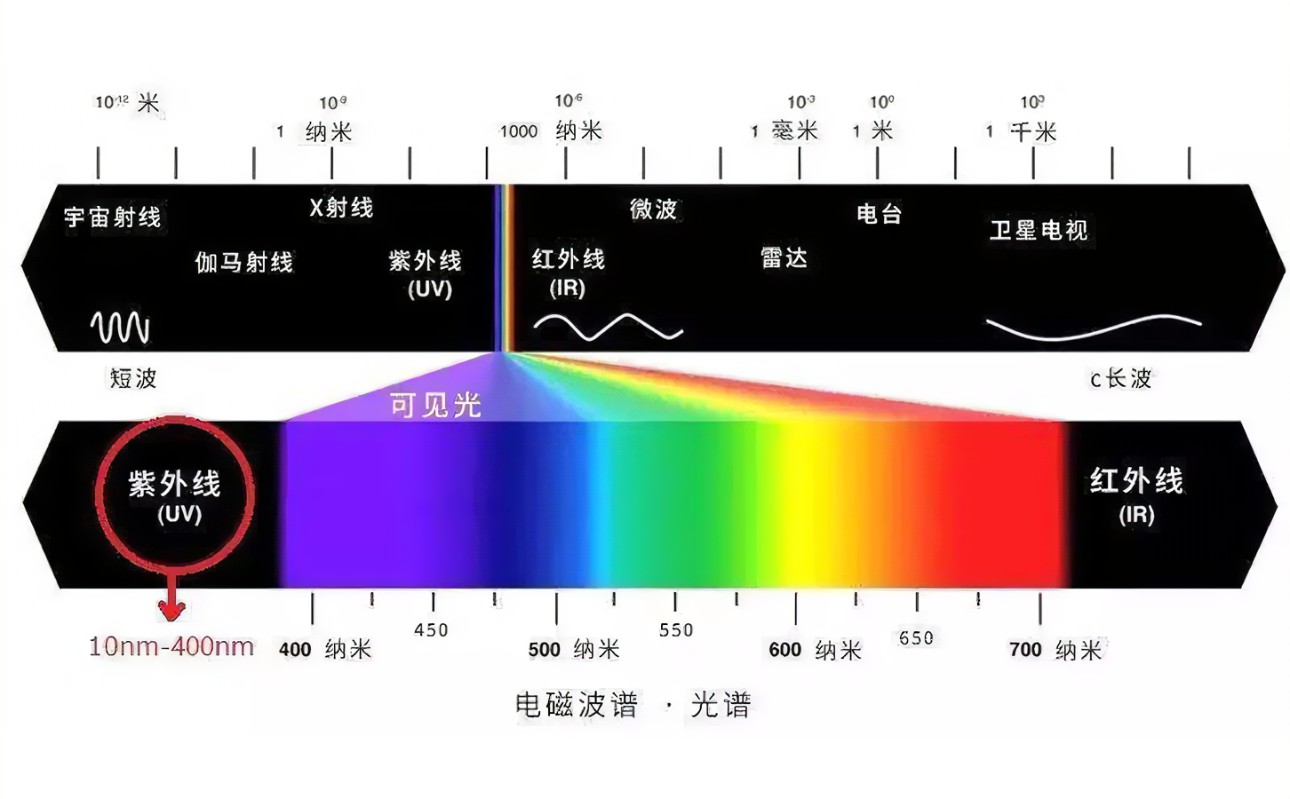 10⁻¹² 米
10⁻⁹
10⁻⁶
10⁻³
10⁰
10³
1 纳米
1000 纳米
1 毫米
1 米
1 千米
宇宙射线
X射线
微波
电台
卫星电视
伽马射线
紫外线
(UV)
红外线
(IR)
雷达
短波
c长波
可见光
紫外线
(UV)
红外线
(IR)
10nm-400nm
400 纳米
450
500 纳米
550
600 纳米
650
700 纳米
电磁波谱 · 光谱